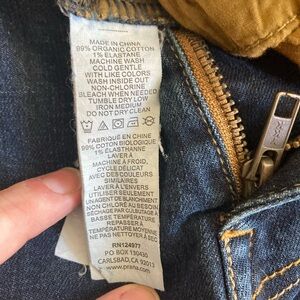 MADE IN CHINA
99% ORGANIC COTTON
1% ELASTANE
MACHINE WASH
COLD GENTLE
WITH LIKE COLORS
WASH INSIDE OUT
NON-CHLORINE
BLEACH WHEN NEEDED
TUMBLE DRY LOW
IRON MEDIUM
DO NOT DRY CLEAN
FABRIQUÉ EN CHINE
99% COTON BIOLOGIQUE
1% ÉLASTHANNE
LAVER À
MACHINE À FROID,
CYCLE DÉLICAT
AVEC COULEURS
SIMILAIRES
LAVER À L'ENVERS
UTILISER SEULEMENT
UN AGENT DE BLANCHIMENT
NON CHLORÉ AU BESOIN
SÉCHAGE PAR CULBUTAGE À
BASSE TEMPÉRATURE
REPASSER À
TEMPÉRATURE MOYENNE
NE PAS NETTOYER À SEC
RN124977
PO BOX 130430
CARLSBAD, CA 92013
www.prana.com